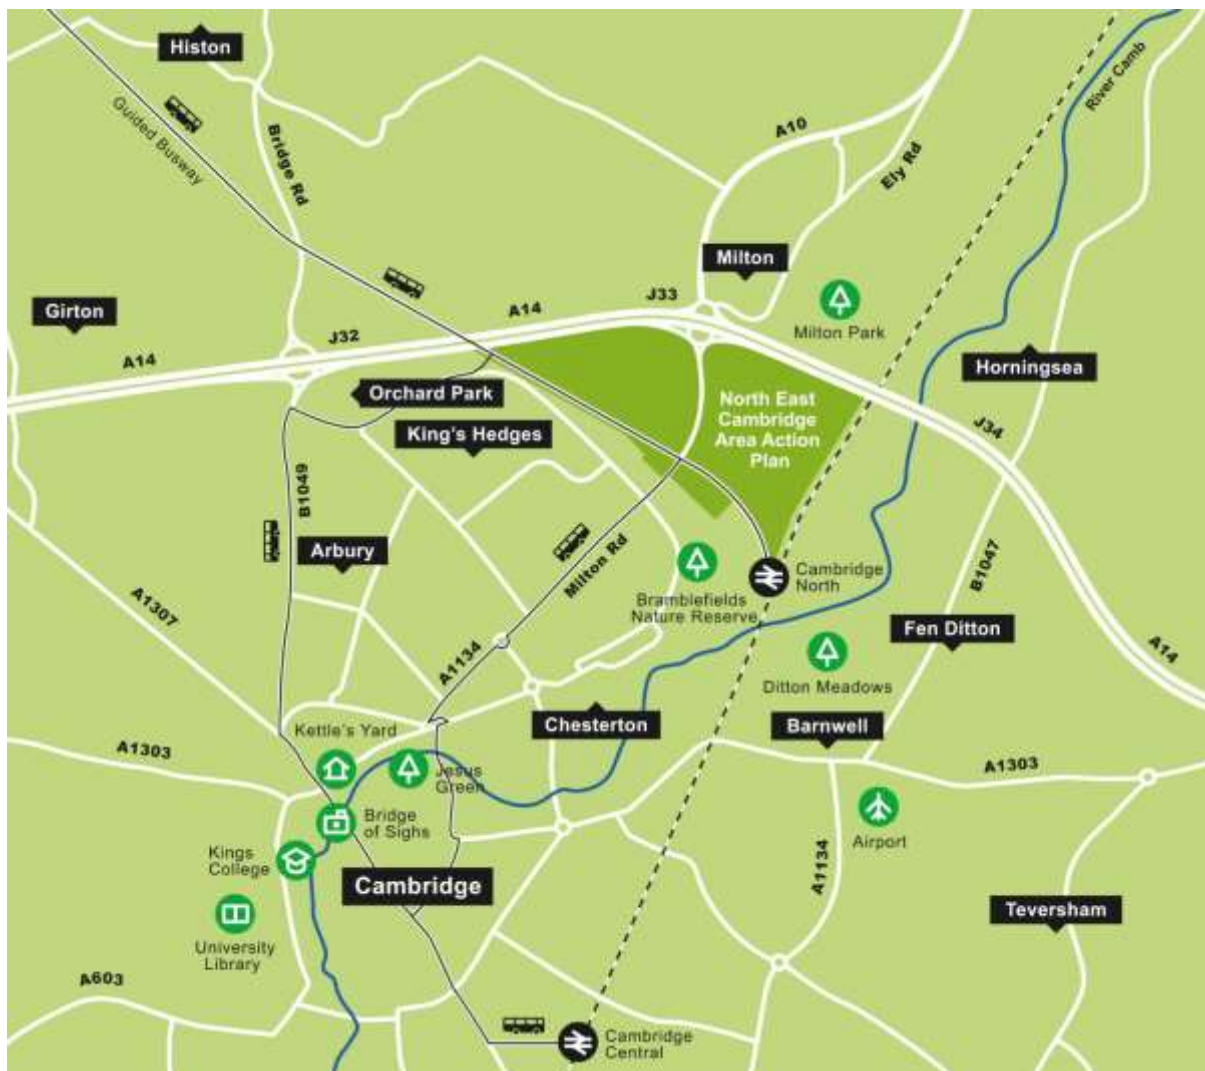 Histon
River Camb
A10
Guided Busway
Bridge Rd
Ely Rd
Milton
Girton
J33
A14
J32
Milton Park
A14
Horningsea
Orchard Park
North East
Cambridge
Area Action
Plan
King's Hedges
J34
B1049
Arbury
Milton Rd
Cambridge
North
B1047
A1307
Bramblefields
Nature Reserve
Fen Ditton
A14
A1134
Ditton Meadows
Chesterton
Barnwell
Kettle's Yard
A1303
A1303
Jesus
Green
Bridge
of Sighs
Airport
Kings
College
A1134
Cambridge
Teversham
University
Library
A603
Cambridge
Central